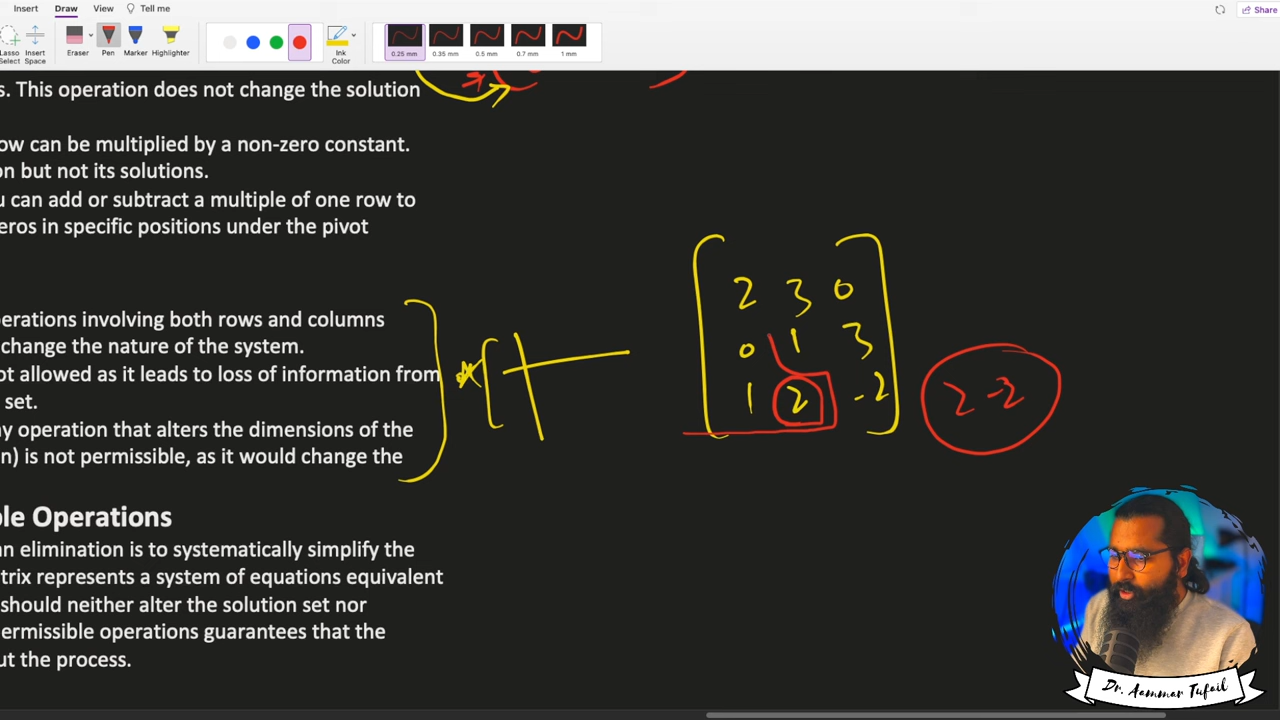 Insert Draw View Tell me
Share
Lasso Select
Insert Space
Eraser
Pen
Marker
Highlighter
Ink Color
0.25 mm 0.35 mm 0.5 mm 0.7 mm 1 mm
s. This operation does not change the solution
ow can be multiplied by a non-zero constant.
on but not its solutions.
u can add or subtract a multiple of one row to
eros in specific positions under the pivot
2 3 0
perations involving both rows and columns
change the nature of the system.
0 1 3
ot allowed as it leads to loss of information from
set.
1 2 -2
2 -2
ny operation that alters the dimensions of the
n) is not permissible, as it would change the
ble Operations
an elimination is to systematically simplify the
trix represents a system of equations equivalent
should neither alter the solution set nor
ermissible operations guarantees that the
ut the process.
Dr. Aammar Tufail